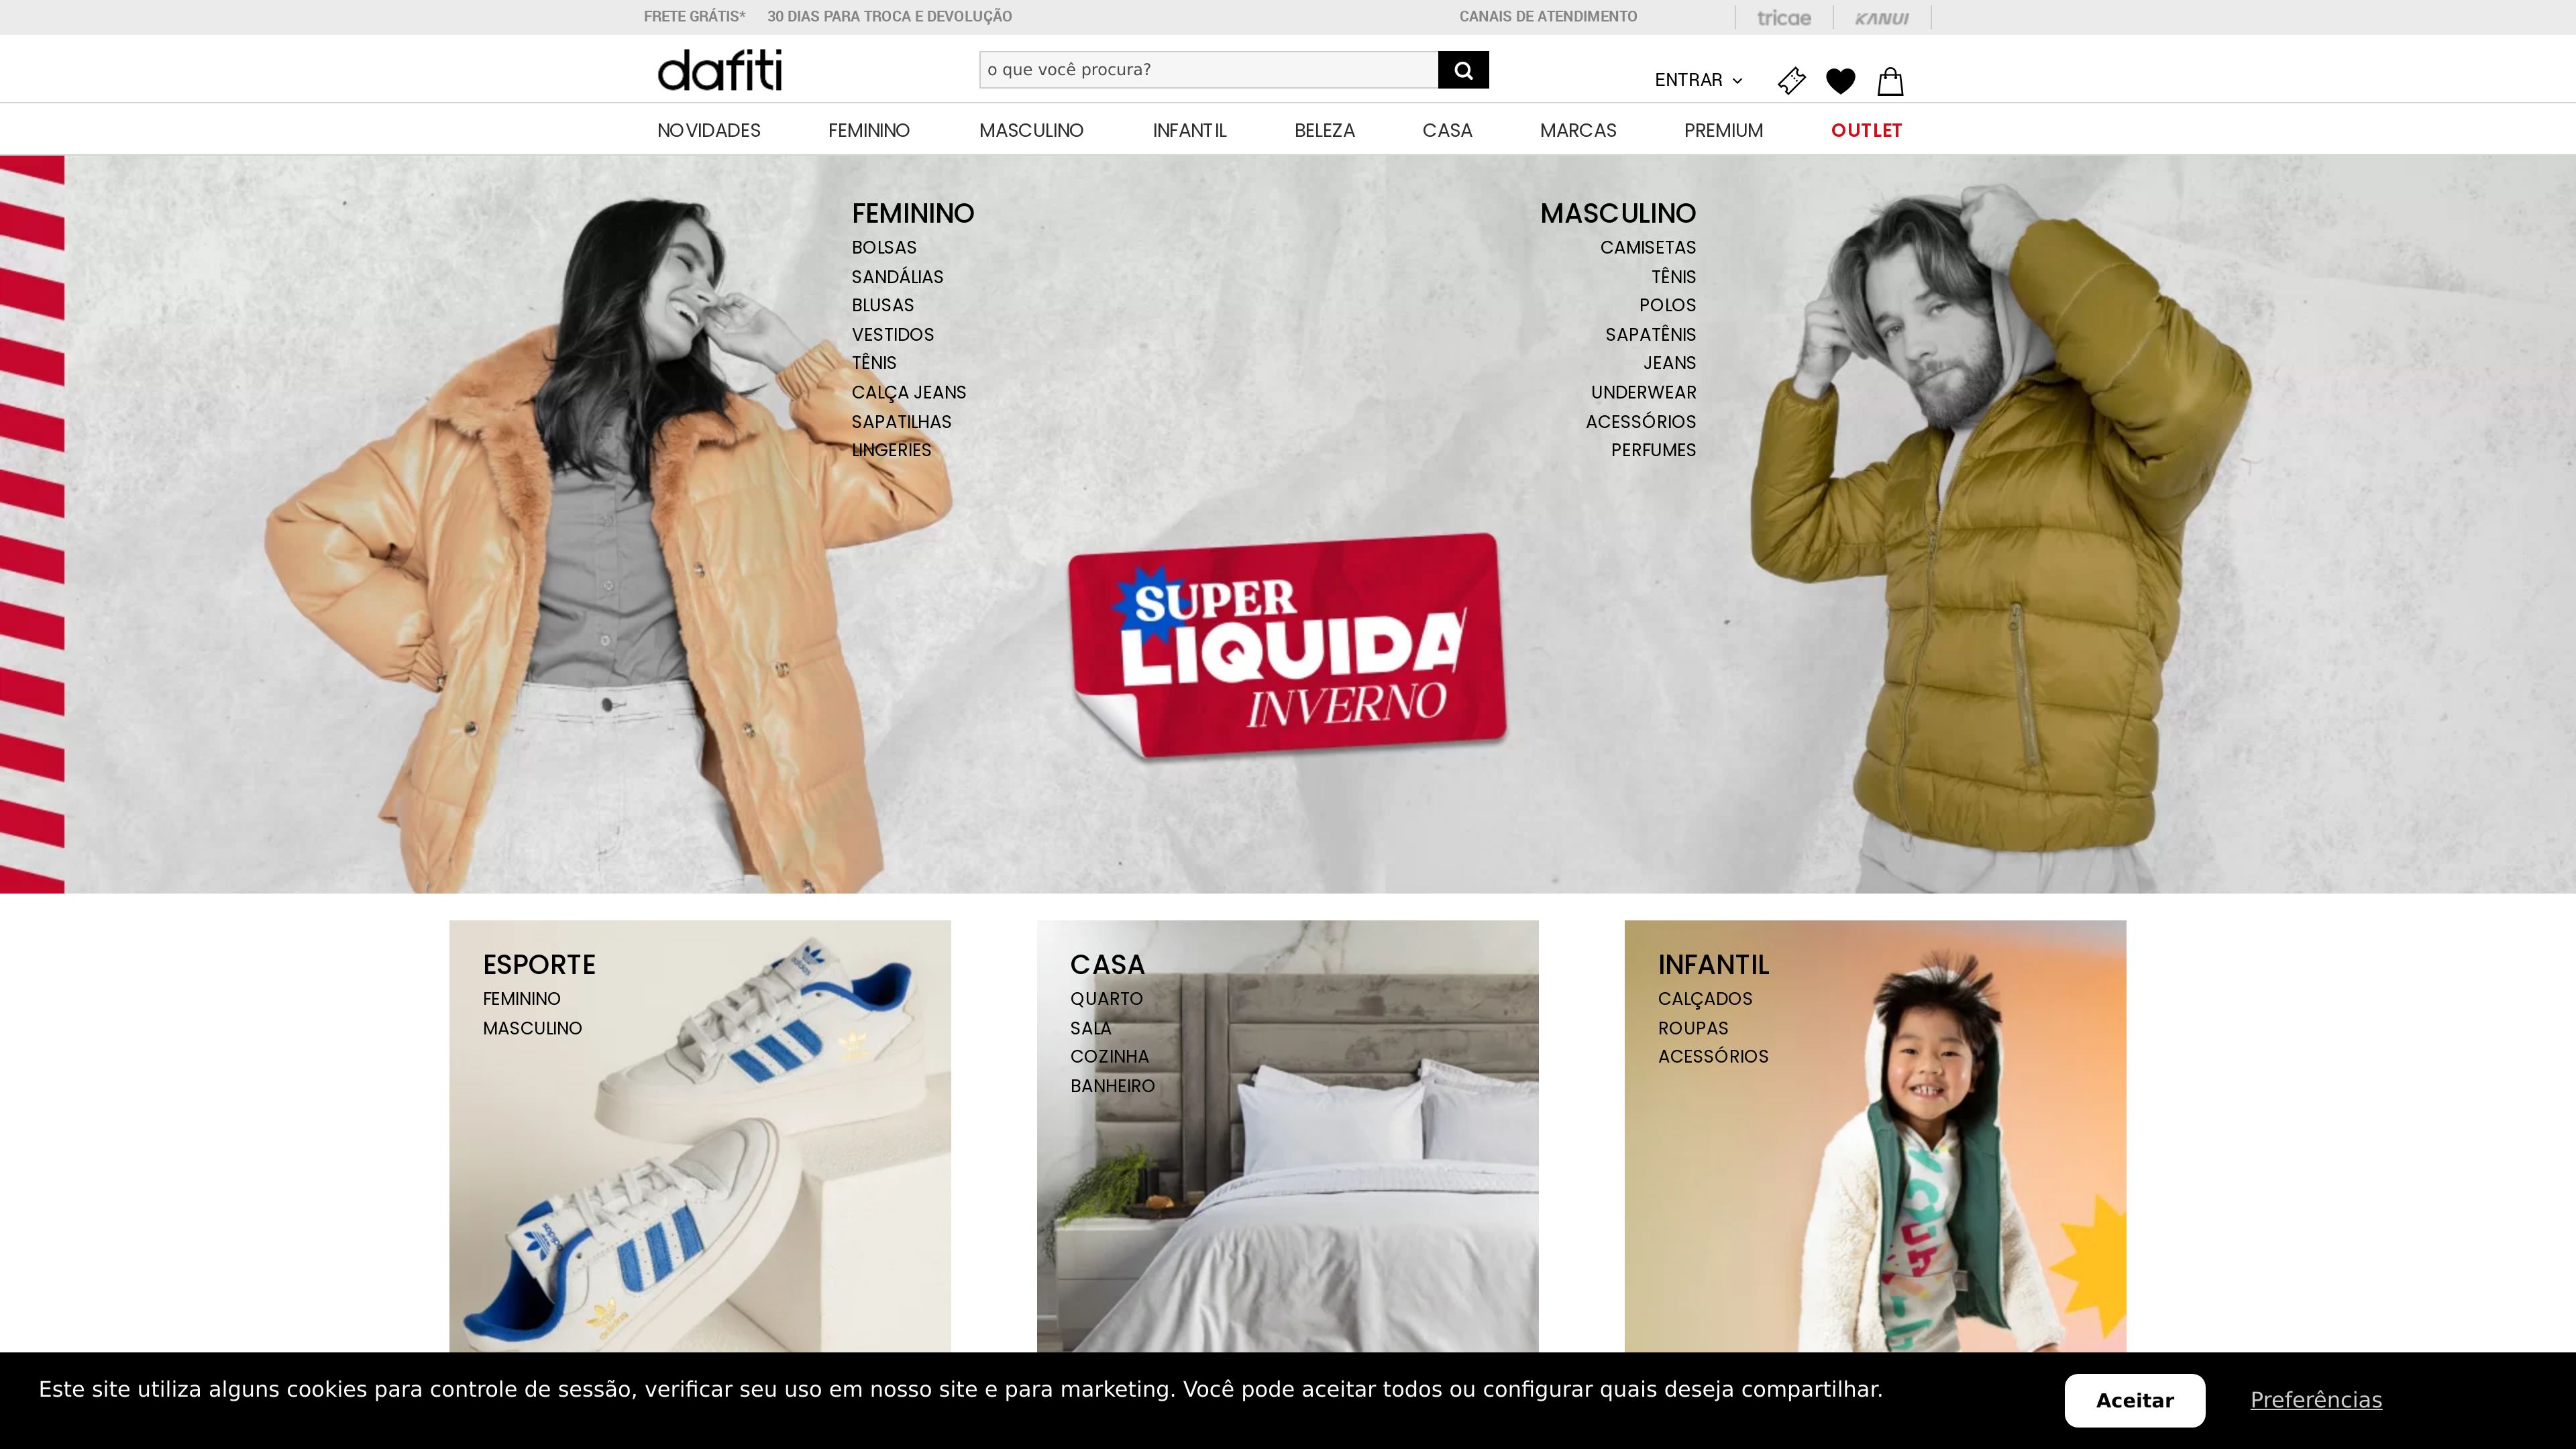 FRETE GRÁTIS* 30 DIAS PARA TROCA E DEVOLUÇÃO CANAIS DE ATENDIMENTO tricae KANUI
dafiti o que você procura? ENTRAR
NOVIDADES FEMININO MASCULINO INFANTIL BELEZA CASA MARCAS PREMIUM OUTLET
FEMININO
BOLSAS
SANDÁLIAS
BLUSAS
VESTIDOS
TÊNIS
CALÇA JEANS
SAPATILHAS
LINGERIES
MASCULINO
CAMISETAS
TÊNIS
POLOS
SAPATÊNIS
JEANS
UNDERWEAR
ACESSÓRIOS
PERFUMES
SUPER
LIQUIDA
INVERNO
ESPORTE
FEMININO
MASCULINO
adidas
adidas
adidas
CASA
QUARTO
SALA
COZINHA
BANHEIRO
INFANTIL
CALÇADOS
ROUPAS
ACESSÓRIOS
Este site utiliza alguns cookies para controle de sessão, verificar seu uso em nosso site e para marketing. Você pode aceitar todos ou configurar quais deseja compartilhar.
Aceitar Preferências